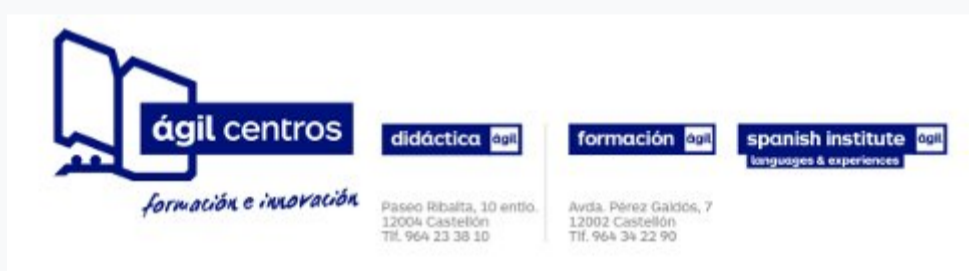 ágil centros
formación e innovación
didáctica ágil
Paseo Ribalta, 10 entlo.
12004 Castellón
Tlf. 964 23 38 10
formación ágil
Avda. Pérez Galdós, 7
12002 Castellón
Tlf. 964 34 22 90
spanish institute ágil
languages & experiences